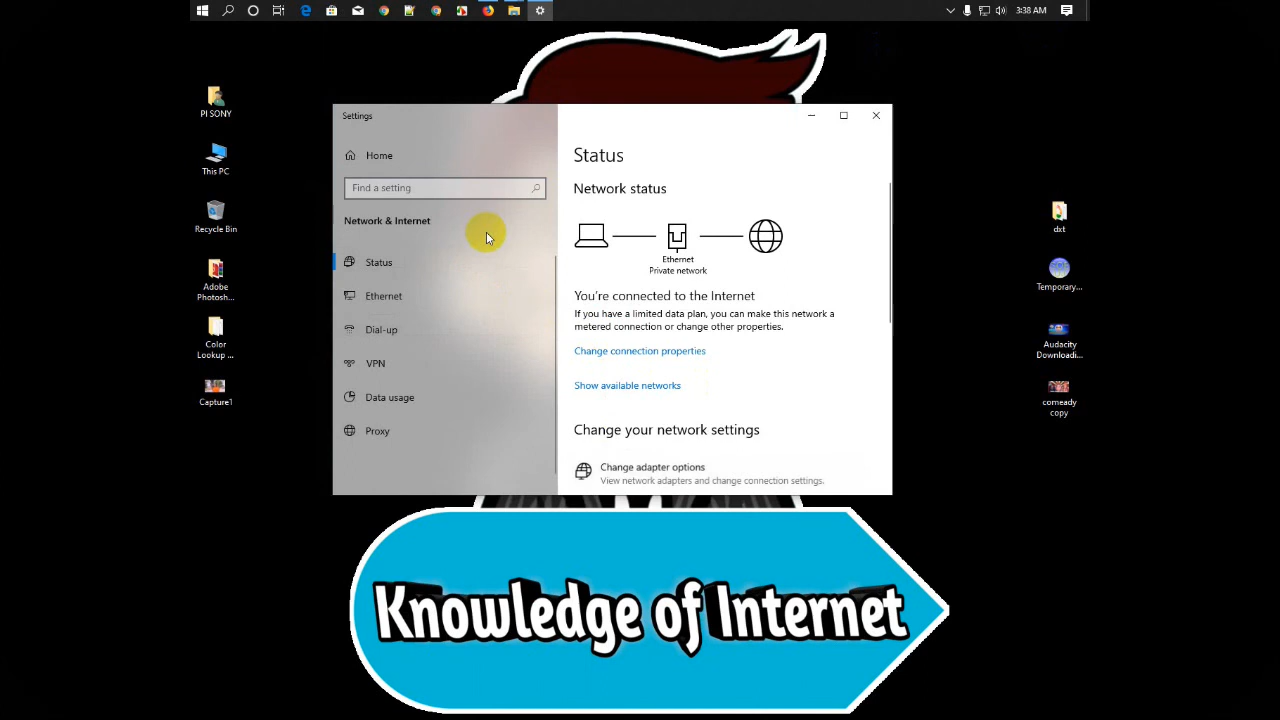 3:38 AM
PI SONY
This PC
Recycle Bin
Adobe
Photosh...
Color
Lookup ...
Capture1
Settings
Home
Find a setting
Network & Internet
Status
Ethernet
Dial-up
VPN
Data usage
Proxy
Status
Network status
Ethernet
Private network
You're connected to the Internet
If you have a limited data plan, you can make this network a
metered connection or change other properties.
Change connection properties
Show available networks
Change your network settings
Change adapter options
View network adapters and change connection settings.
dxt
Temporary...
Audacity
Downloadi...
comeady
copy
Knowledge of Internet